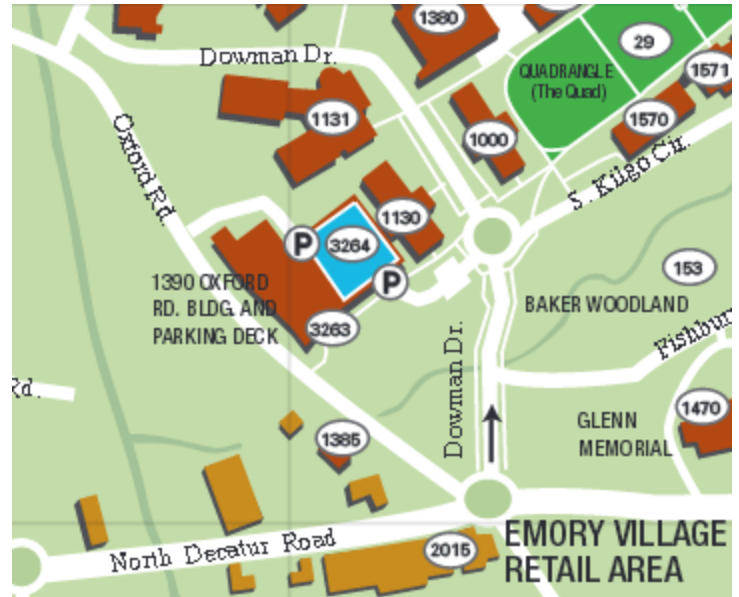 1380
29
Dowman Dr.
QUADRANGLE
(The Quad)
1571
1131
1000
1570
Oxford Rd.
S. Kilgo Cir.
1130
P
3264
153
P
1390 OXFORD
RD. BLDG. AND
PARKING DECK
BAKER WOODLAND
3263
Fishbur
Dowman Dr.
Rd.
1470
GLENN
MEMORIAL
1385
EMORY VILLAGE
RETAIL AREA
North Decatur Road
2015